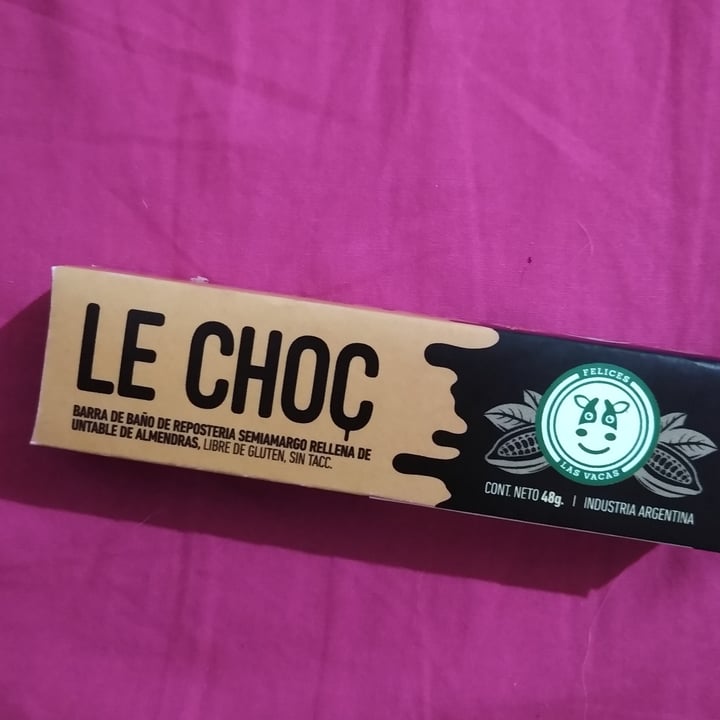 LE CHOÇ
BARRA DE BAÑO DE REPOSTERIA SEMIAMARGO RELLENA DE
UNTABLE DE ALMENDRAS, LIBRE DE GLUTEN, SIN TACC.
FELICES
LAS VACAS
CONT. NETO 48g. | INDUSTRIA ARGENTINA